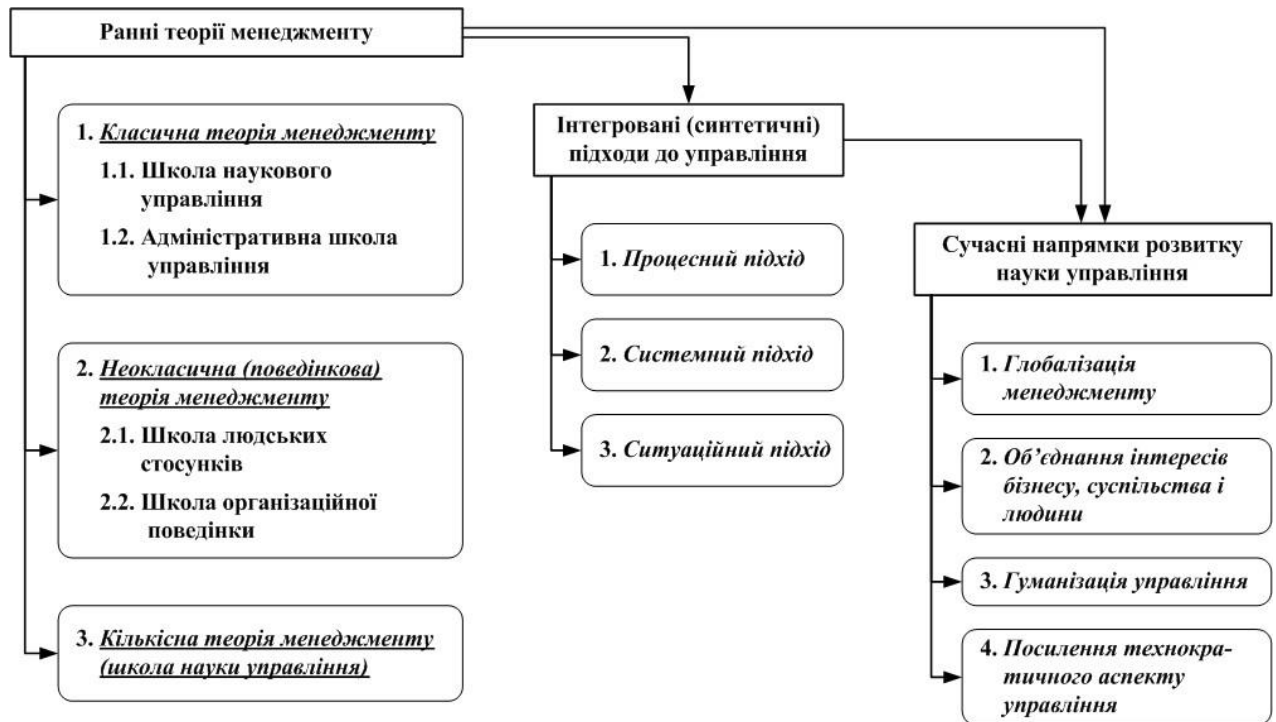 Ранні теорії менеджменту
1. Класична теорія менеджменту
1.1. Школа наукового
управління
1.2. Адміністративна школа
управління
2. Неокласична (поведінкова)
теорія менеджменту
2.1. Школа людських
стосунків
2.2. Школа організаційної
поведінки
3. Кількісна теорія менеджменту
(школа науки управління)
Інтегровані (синтетичні)
підходи до управління
1. Процесний підхід
2. Системний підхід
3. Ситуаційний підхід
Сучасні напрямки розвитку
науки управління
1. Глобалізація
менеджменту
2. Об’єднання інтересів
бізнесу, суспільства і
людини
3. Гуманізація управління
4. Посилення технокра-
тичного аспекту
управління